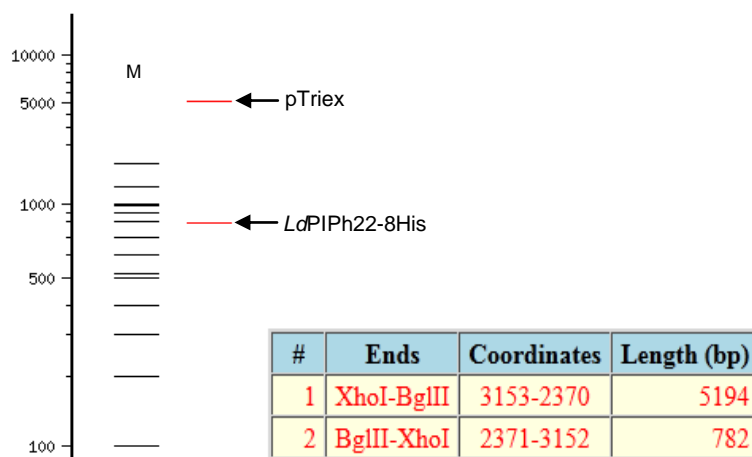 10000
M
5000
pTriex
1000
LdPIPh22-8His
500
100
# Ends Coordinates Length (bp)
1 XhoI-BglII 3153-2370 5194
2 BglII-XhoI 2371-3152 782